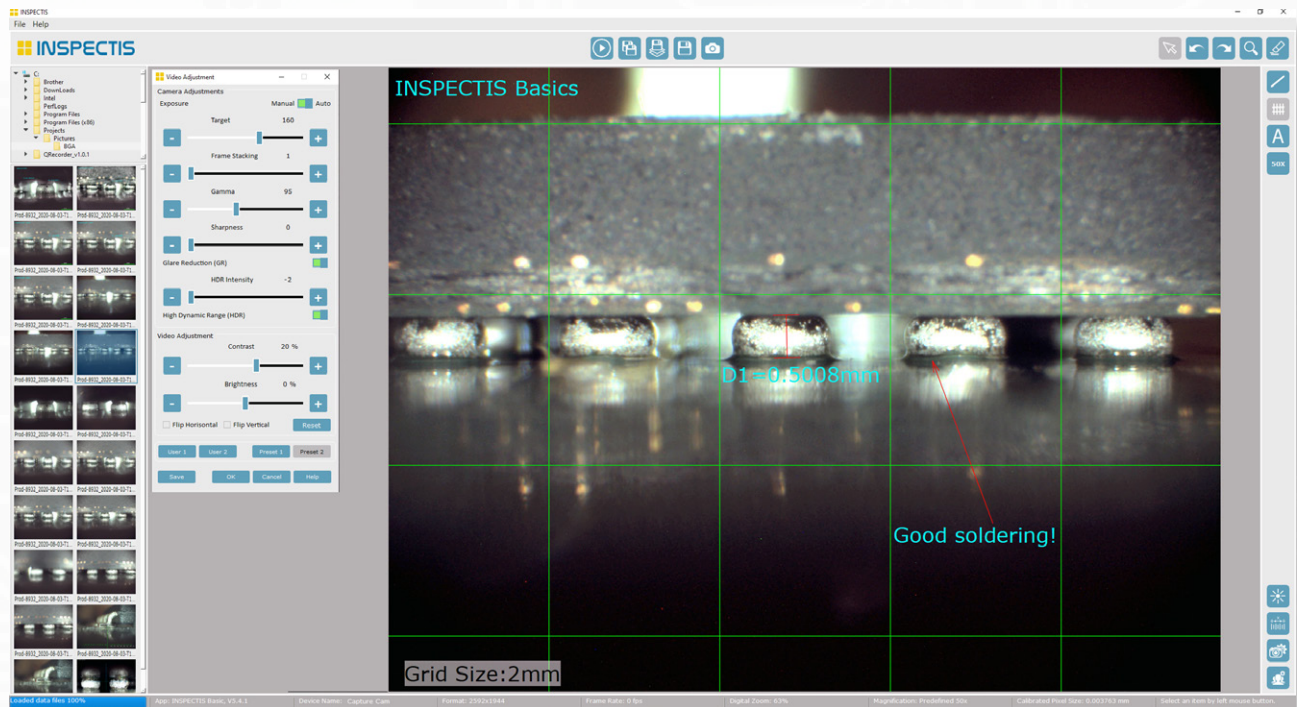 INSPECTIS
File Help
INSPECTIS
C:
Brother
DownLoads
Intel
PerfLogs
Program Files
Program Files (x86)
Projects
Pictures
BGA
QRecorder_v1.0.1
Video Adjustment
Camera Adjustments
Exposure Manual Auto
Target 160
Frame Stacking 1
Gamma 95
Sharpness 0
Glare Reduction (GR)
HDR Intensity -2
High Dynamic Range (HDR)
Video Adjustment
Contrast 20 %
Brightness 0 %
Flip Horisontal Flip Vertical Reset
User 1 User 2 Preset 1 Preset 2
Save OK Cancel Help
INSPECTIS Basics
D1=0.5008mm
Good soldering!
Grid Size:2mm
A
50X
Loaded data files 100% App: INSPECTIS Basic, V5.4.1 Device Name: Capture Cam Format: 2592x1944 Frame Rate: 0 fps Digital Zoom: 63% Magnification: Predefined 50x Calibrated Pixel Size: 0,003763 mm Select an item by left mouse button.